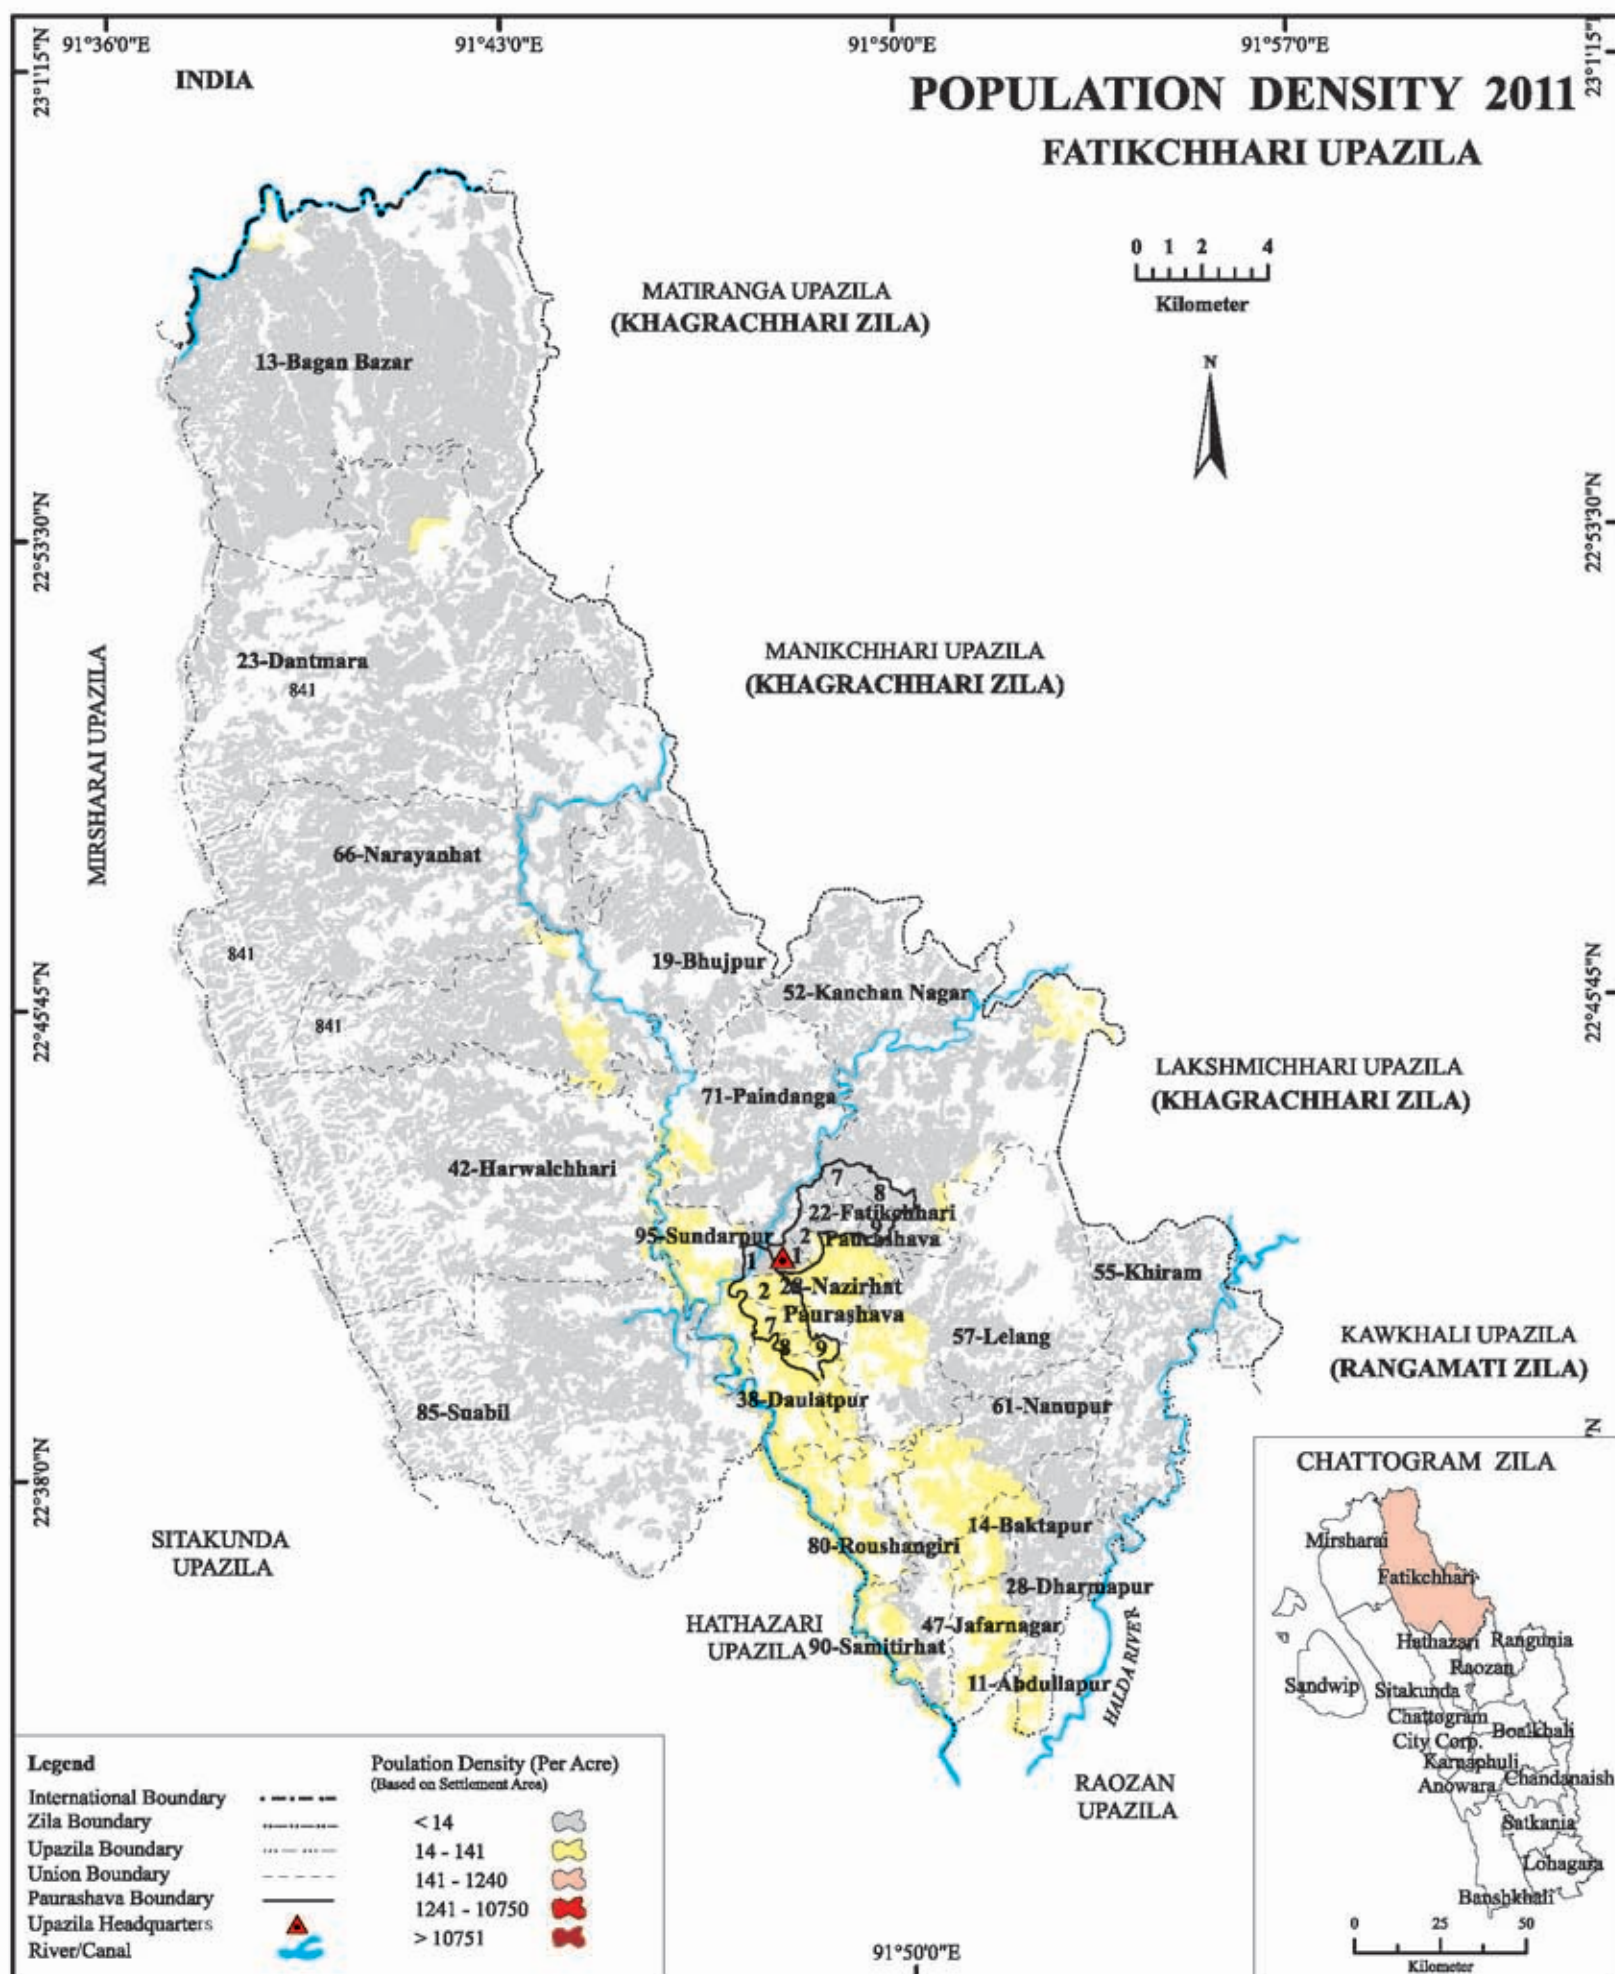 91°36'0"E
91°43'0"E
91°50'0"E
91°57'0"E
23°1'15"N
23°1'15"
INDIA
POPULATION DENSITY 2011
FATIKCHHARI UPAZILA
0 1 2 4
Kilometer
N
MATIRANGA UPAZILA
(KHAGRACHHARI ZILA)
13-Bagan Bazar
22°53'30"N
22°53'30"N
23-Dantmara
841
MANIKCHHARI UPAZILA
(KHAGRACHHARI ZILA)
MIRSHARAI UPAZILA
66-Narayanhat
841
19-Bhujpur
52-Kanchan Nagar
22°45'45"N
22°45'45"N
841
71-Paindanga
LAKSHMICHHARI UPAZILA
(KHAGRACHHARI ZILA)
42-Harwalchhari
7
8
22-Fatikchhari
9
Paurashava
95-Sundarpur
2
1
1
2
28-Nazirhat
Paurashava
7
8
9
55-Khiram
57-Lelang
KAWKHALI UPAZILA
(RANGAMATI ZILA)
38-Daulatpur
61-Nanupur
85-Suabil
"N
22°38'0"N
14-Baktapur
SITAKUNDA
UPAZILA
80-Roushangiri
28-Dharmapur
HATHAZARI
UPAZILA
47-Jafarnagar
90-Samitirhat
11-Abdullapur
HALDA RIVER
RAOZAN
UPAZILA
91°50'0"E
Legend
International Boundary
Zila Boundary
Upazila Boundary
Union Boundary
Paurashava Boundary
Upazila Headquarters
River/Canal
Poulation Density (Per Acre)
(Based on Settlement Area)
< 14
14 - 141
141 - 1240
1241 - 10750
> 10751
CHATTOGRAM ZILA
Mirsharai
Fatikchhari
Hathazari
Rangunia
Raozan
Sandwip
Sitakunda
Chattogram
City Corp.
Boalkhali
Karnaphuli
Anowara
Chandanaish
Satkania
Lohagara
Banshkhali
0 25 50
Kilometer